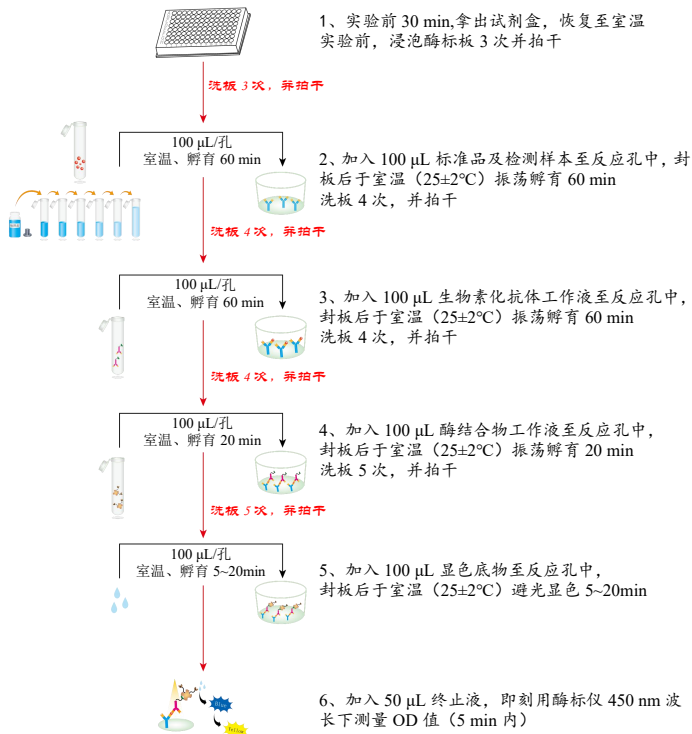 1、实验前 30 min,拿出试剂盒，恢复至室温
实验前，浸泡酶标板 3 次并拍干
洗板 3 次，并拍干
100 μL/孔
室温、孵育 60 min
2、加入 100 μL 标准品及检测样本至反应孔中，封
板后于室温（25±2℃）振荡孵育 60 min
洗板 4 次，并拍干
洗板 4 次，并拍干
100 μL/孔
室温、孵育 60 min
3、加入 100 μL 生物素化抗体工作液至反应孔中，
封板后于室温（25±2℃）振荡孵育 60 min
洗板 4 次，并拍干
洗板 4 次，并拍干
100 μL/孔
室温、孵育 20 min
4、加入 100 μL 酶结合物工作液至反应孔中，
封板后于室温（25±2℃）振荡孵育 20 min
洗板 5 次，并拍干
洗板 5 次，并拍干
100 μL/孔
室温、孵育 5~20min
5、加入 100 μL 显色底物至反应孔中，
封板后于室温（25±2℃）避光显色 5~20min
Blue
Yellow
6、加入 50 μL 终止液，即刻用酶标仪 450 nm 波
长下测量 OD 值（5 min 内）